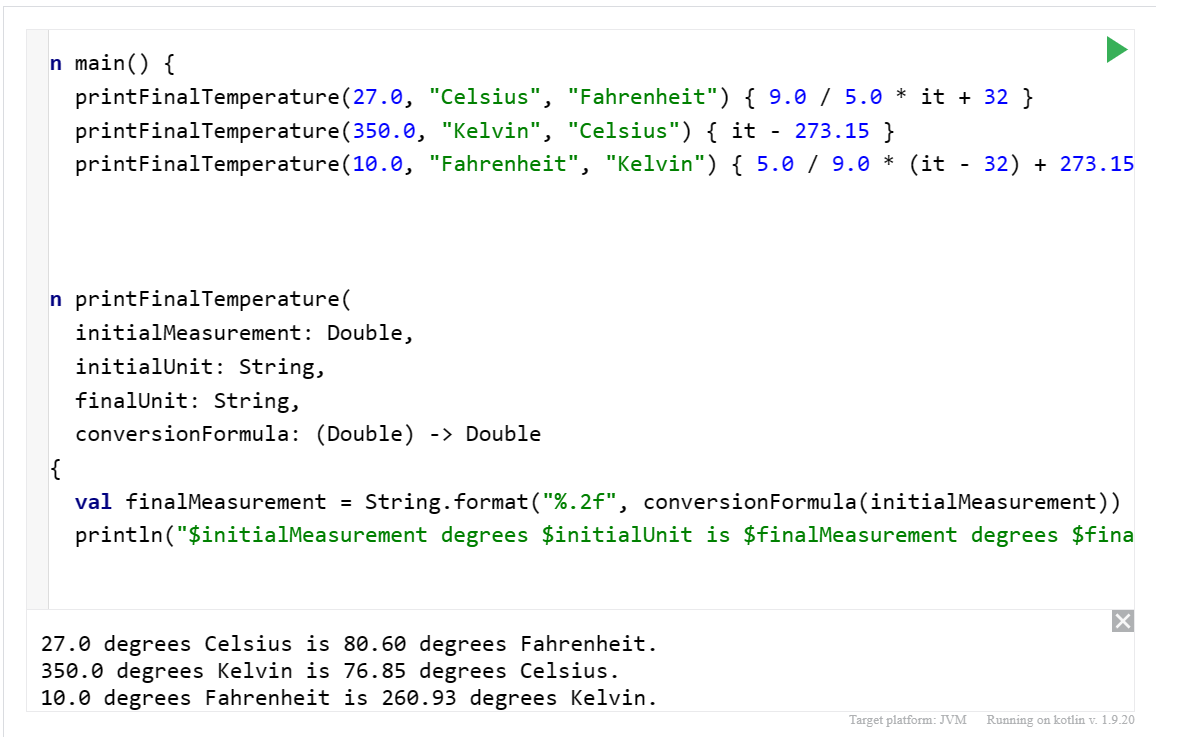 n main() {
printFinalTemperature(27.0, "Celsius", "Fahrenheit") { 9.0 / 5.0 * it + 32 }
printFinalTemperature(350.0, "Kelvin", "Celsius") { it - 273.15 }
printFinalTemperature(10.0, "Fahrenheit", "Kelvin") { 5.0 / 9.0 * (it - 32) + 273.15
n printFinalTemperature(
initialMeasurement: Double,
initialUnit: String,
finalUnit: String,
conversionFormula: (Double) -> Double
{
val finalMeasurement = String.format("%.2f", conversionFormula(initialMeasurement))
println("$initialMeasurement degrees $initialUnit is $finalMeasurement degrees $fina
27.0 degrees Celsius is 80.60 degrees Fahrenheit.
350.0 degrees Kelvin is 76.85 degrees Celsius.
10.0 degrees Fahrenheit is 260.93 degrees Kelvin.
Target platform: JVM Running on kotlin v. 1.9.20